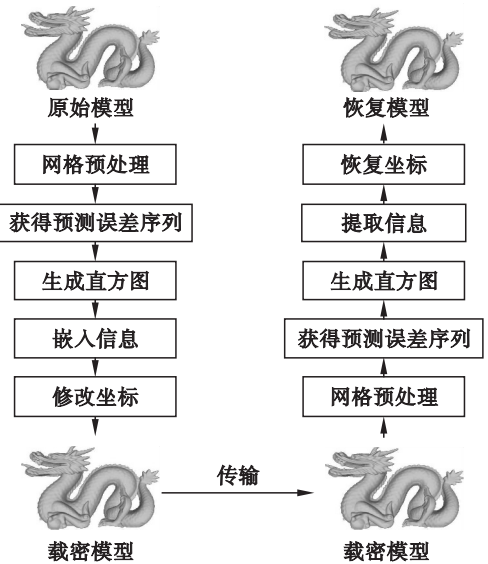 原始模型
网格预处理
获得预测误差序列
生成直方图
嵌入信息
修改坐标
载密模型
传输
恢复模型
恢复坐标
提取信息
生成直方图
获得预测误差序列
网格预处理
载密模型